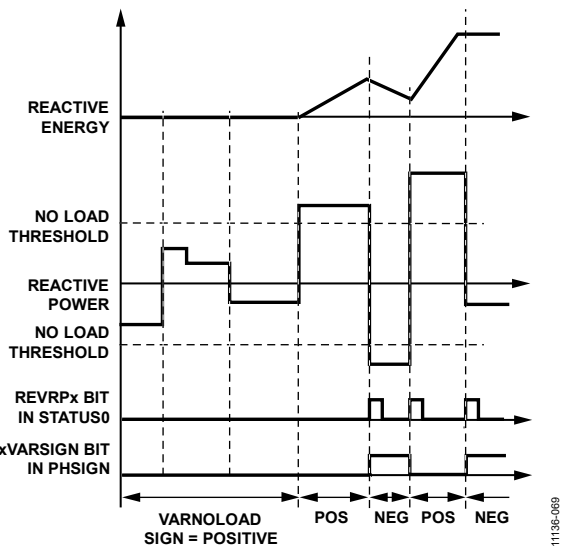 REACTIVE
ENERGY
NO LOAD
THRESHOLD
REACTIVE
POWER
NO LOAD
THRESHOLD
REVRPx BIT
IN STATUS0
xVARSIGN BIT
IN PHSIGN
VARNOLOAD
SIGN = POSITIVE
POS
NEG
POS
NEG
11136-069